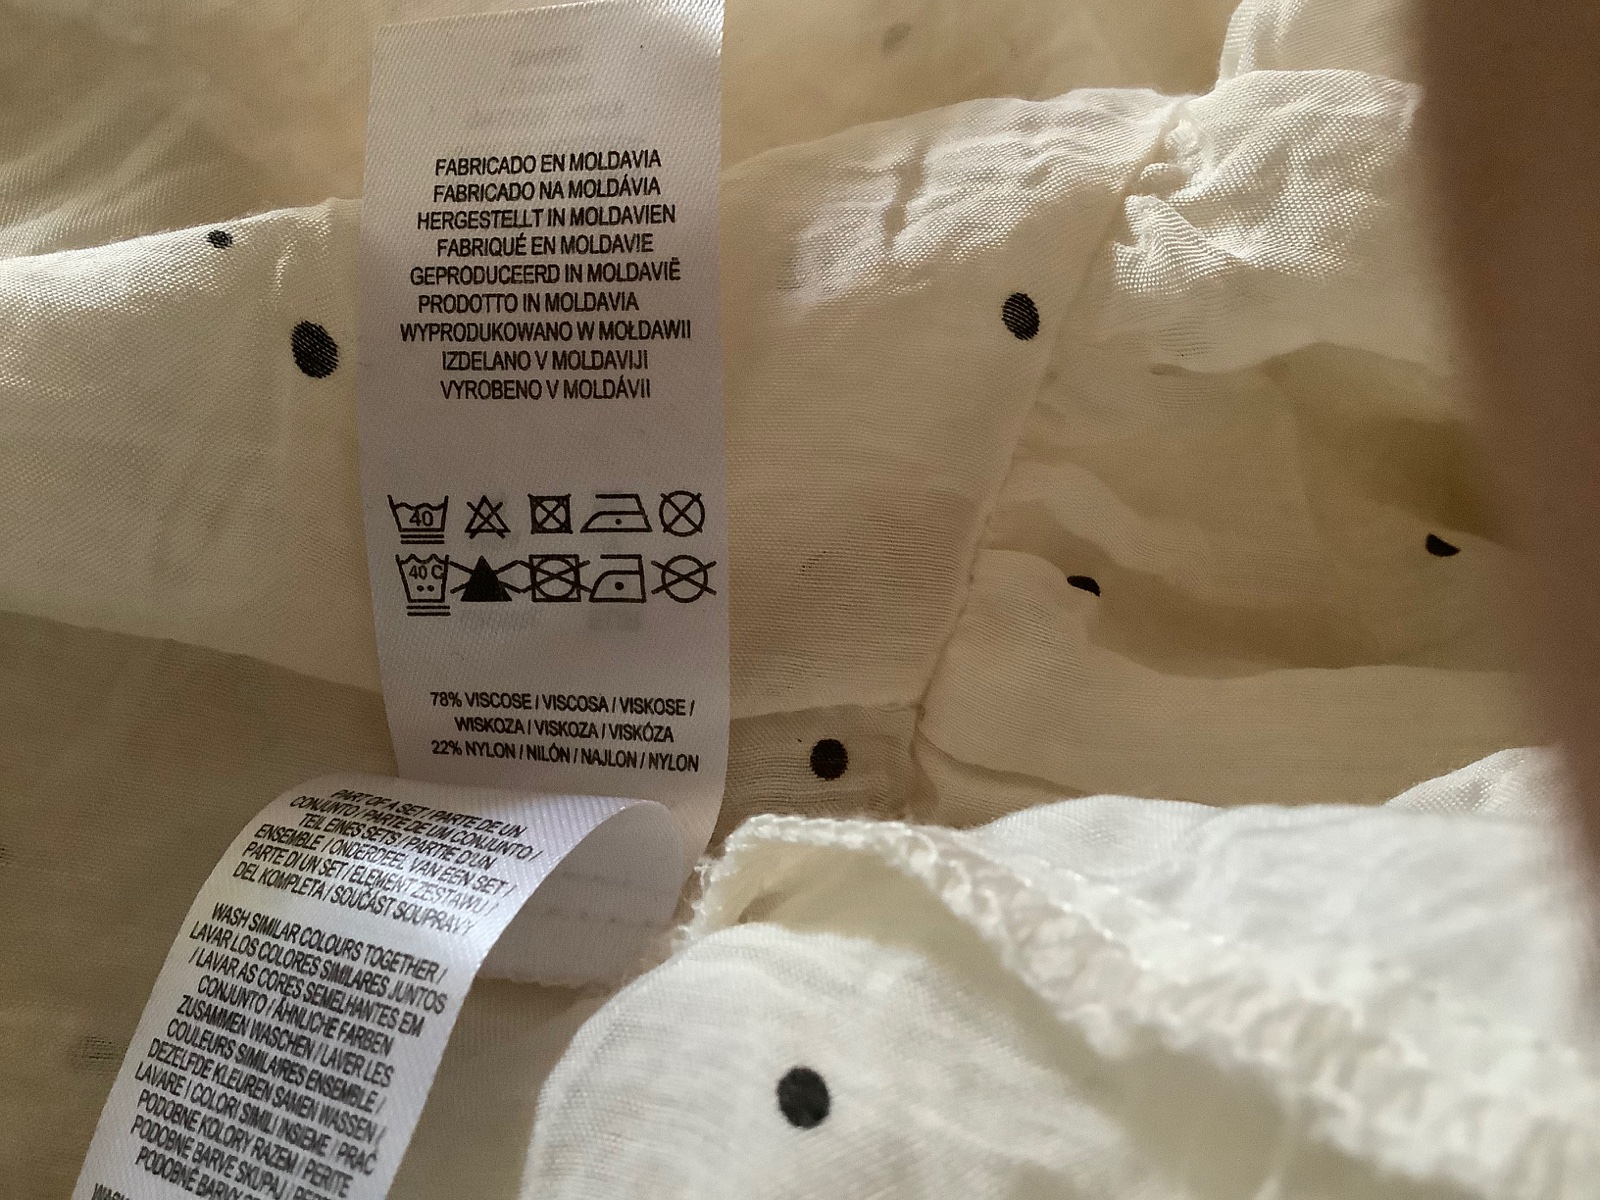 FABRICADO EN MOLDAVIA
FABRICADO NA MOLDÁVIA
HERGESTELLT IN MOLDAVIEN
FABRIQUÉ EN MOLDAVIE
GEPRODUCEERD IN MOLDAVIË
PRODOTTO IN MOLDAVIA
WYPRODUKOWANO W MOŁDAWII
IZDELANO V MOLDAVIJI
VYROBENO V MOLDÁVII
40
40 C
78% VISCOSE / VISCOSA / VISKOSE /
WISKOZA / VISKOZA / VISKÓZA
22% NYLON / NILÓN / NAJLON / NYLON
PART OF A SET / PARTE DE UN
CONJUNTO / PARTE DE UM CONJUNTO /
TEIL EINES SETS / PARTIE D'UN
ENSEMBLE / ONDERDEEL VAN EEN SET /
PARTE DI UN SET / ELEMENT ZESTAWU /
DEL KOMPLETA / SOUČÁST SOUPRAVY
WASH SIMILAR COLOURS TOGETHER /
LAVAR LOS COLORES SIMILARES JUNTOS
/ LAVAR AS CORES SEMELHANTES EM
CONJUNTO / ÄHNLICHE FARBEN
ZUSAMMEN WASCHEN / LAVER LES
COULEURS SIMILAIRES ENSEMBLE /
DEZELFDE KLEUREN SAMEN WASSEN /
LAVARE I COLORI SIMILI INSIEME / PRAĆ
PODOBNE KOLORY RAZEM / PERITE
PODOBNE BARVE SKUPAJ /
PODOBNÉ BARVY